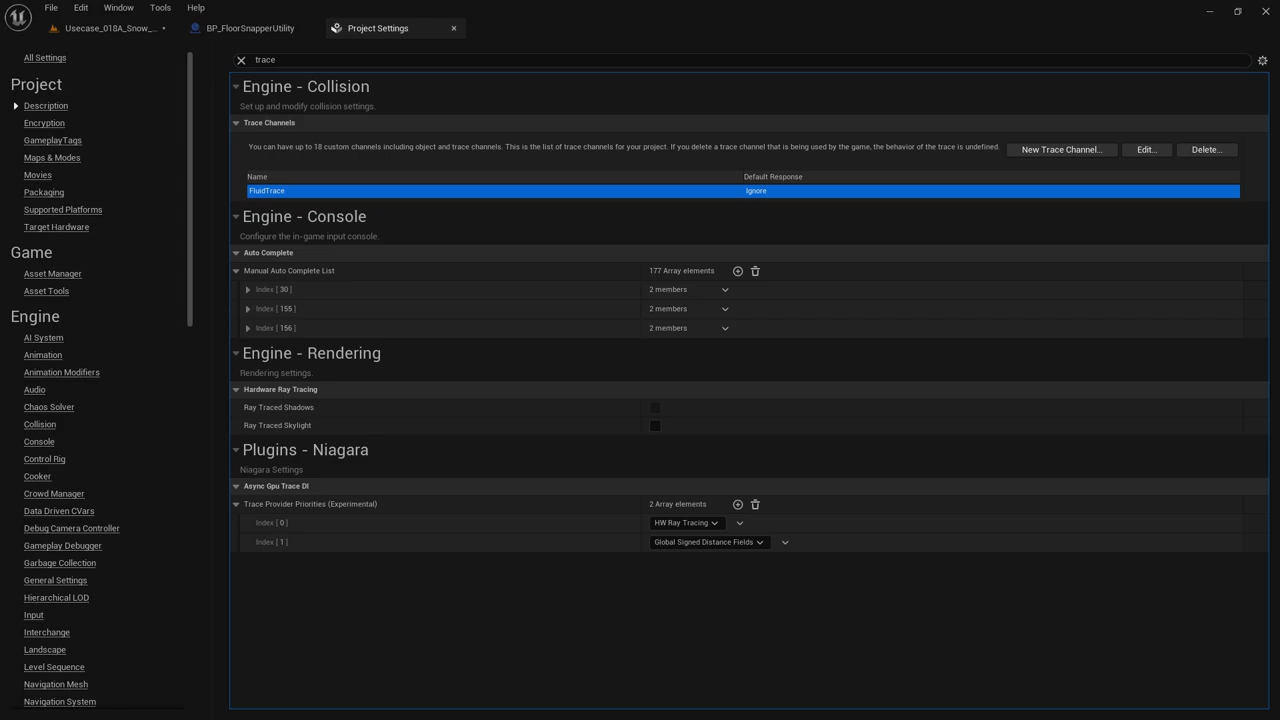 File Edit Window Tools Help
Usecase_018A_Snow_... • BP_FloorSnapperUtility Project Settings
All Settings
Project
Description
Encryption
GameplayTags
Maps & Modes
Movies
Packaging
Supported Platforms
Target Hardware
Game
Asset Manager
Asset Tools
Engine
AI System
Animation
Animation Modifiers
Audio
Chaos Solver
Collision
Console
Control Rig
Cooker
Crowd Manager
Data Driven CVars
Debug Camera Controller
Gameplay Debugger
Garbage Collection
General Settings
Hierarchical LOD
Input
Interchange
Landscape
Level Sequence
Navigation Mesh
Navigation System
trace
Engine - Collision
Set up and modify collision settings.
Trace Channels
You can have up to 18 custom channels including object and trace channels. This is the list of trace channels for your project. If you delete a trace channel that is being used by the game, the behavior of the trace is undefined.
New Trace Channel... Edit... Delete...
Name Default Response
FluidTrace Ignore
Engine - Console
Configure the in-game input console.
Auto Complete
Manual Auto Complete List 177 Array elements
Index [ 30 ] 2 members
Index [ 155 ] 2 members
Index [ 156 ] 2 members
Engine - Rendering
Rendering settings.
Hardware Ray Tracing
Ray Traced Shadows
Ray Traced Skylight
Plugins - Niagara
Niagara Settings
Async Gpu Trace DI
Trace Provider Priorities (Experimental) 2 Array elements
Index [ 0 ] HW Ray Tracing
Index [ 1 ] Global Signed Distance Fields